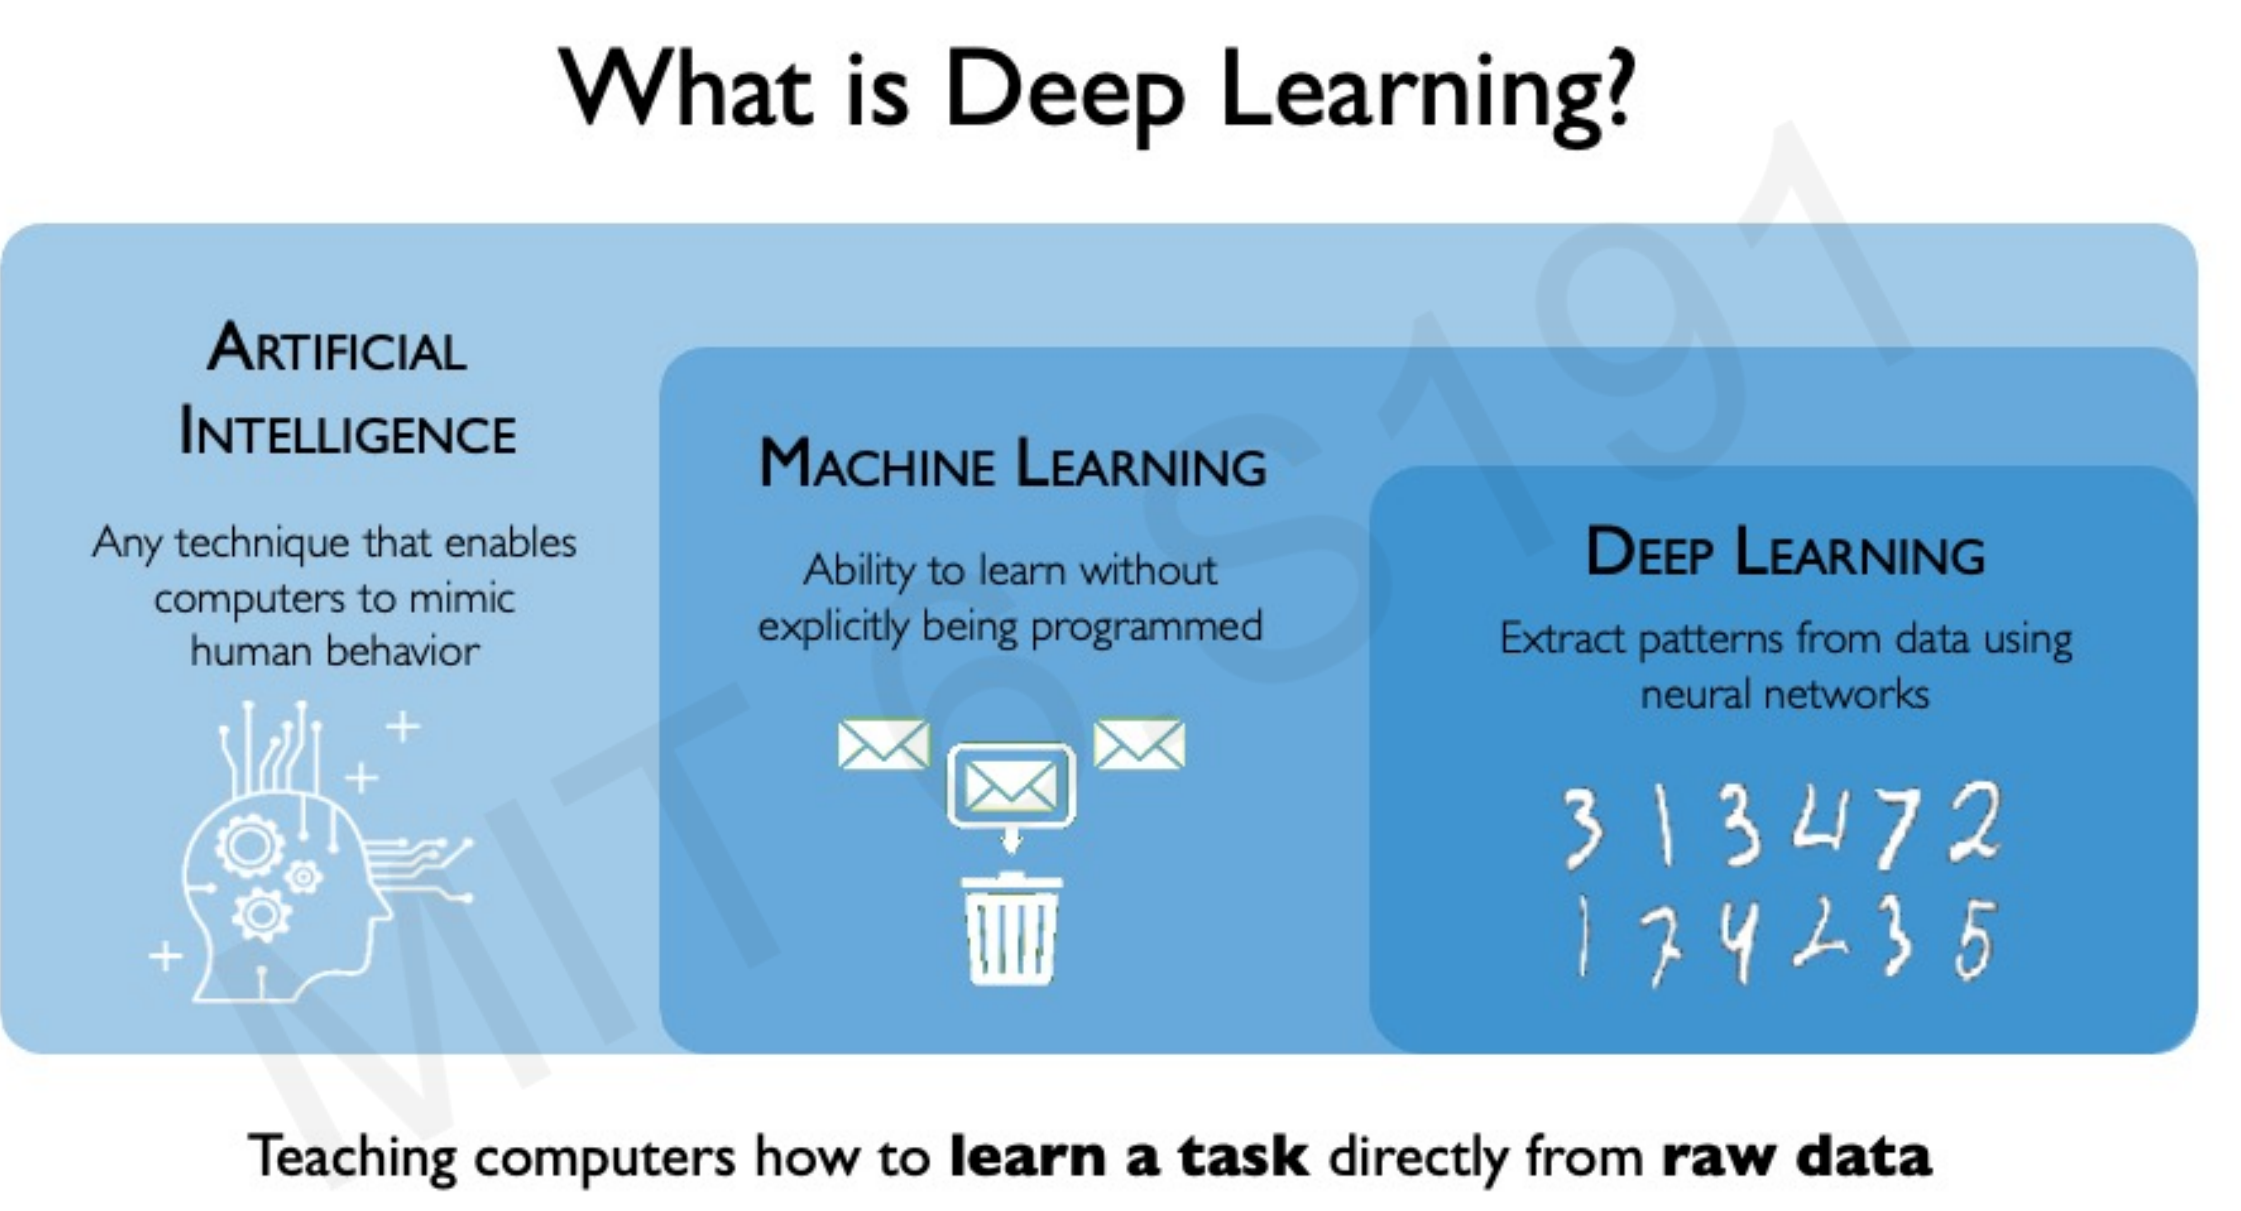 What is Deep Learning?
ARTIFICIAL
INTELLIGENCE
Any technique that enables
computers to mimic
human behavior
MACHINE LEARNING
Ability to learn without
explicitly being programmed
DEEP LEARNING
Extract patterns from data using
neural networks
3 1 3 4 7 2
1 7 4 2 3 5
Teaching computers how to learn a task directly from raw data
MIT 6.S191